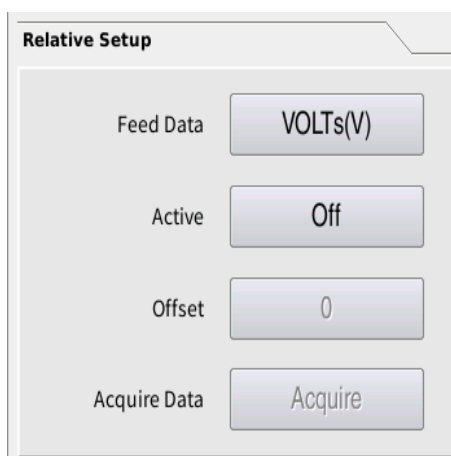 Relative Setup
Feed Data VOLTs(V)
Active Off
Offset 0
Acquire Data Acquire